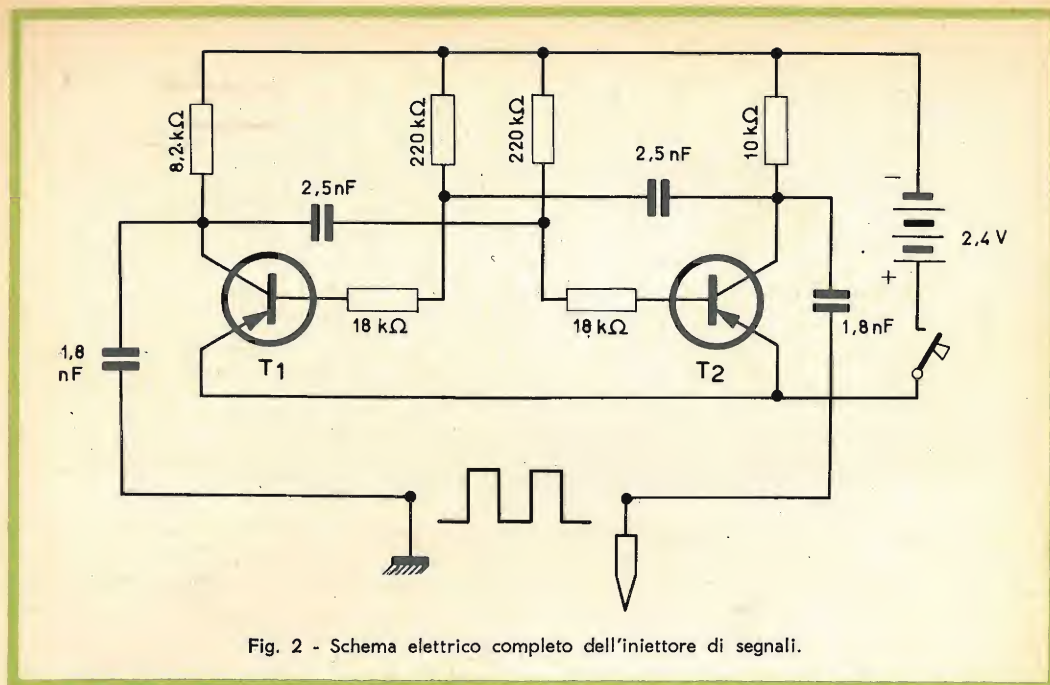 8,2 kΩ
220 kΩ
220 kΩ
10 kΩ
2,5 nF
2,5 nF
-
2,4 V
+
18 kΩ
18 kΩ
1,8 nF
1,8
nF
T1
T2
Fig. 2 - Schema elettrico completo dell'iniettore di segnali.